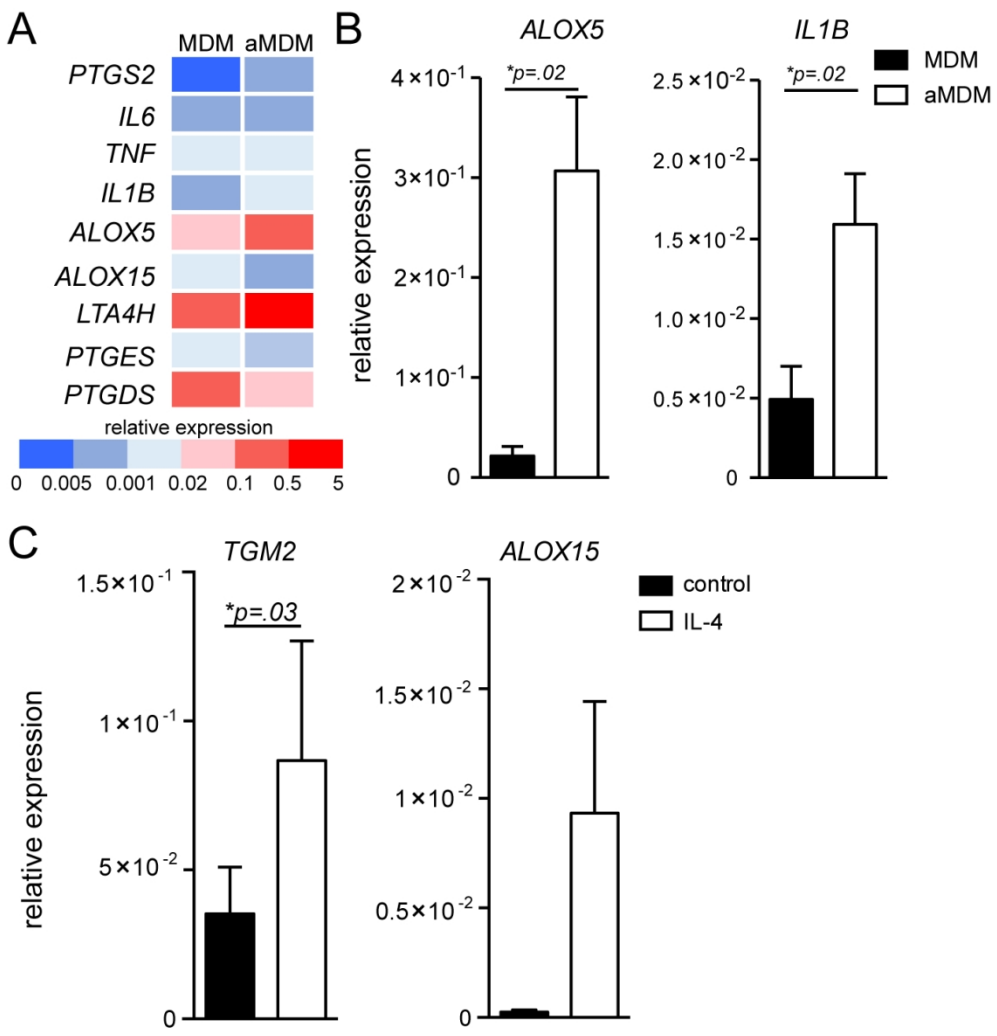 A
MDM aMDM
PTGS2
IL6
TNF
IL1B
ALOX5
ALOX15
LTA4H
PTGES
PTGDS
relative expression
0 0.005 0.001 0.02 0.1 0.5 5
B
ALOX5
*p=.02
4×10⁻¹
3×10⁻¹
2×10⁻¹
1×10⁻¹
0
relative expression
IL1B
*p=.02
2.5×10⁻²
2.0×10⁻²
1.5×10⁻²
1.0×10⁻²
0.5×10⁻²
0
MDM
aMDM
C
TGM2
*p=.03
1.5×10⁻¹
1×10⁻¹
5×10⁻²
0
relative expression
ALOX15
2×10⁻²
1.5×10⁻²
1×10⁻²
0.5×10⁻²
0
control
IL-4